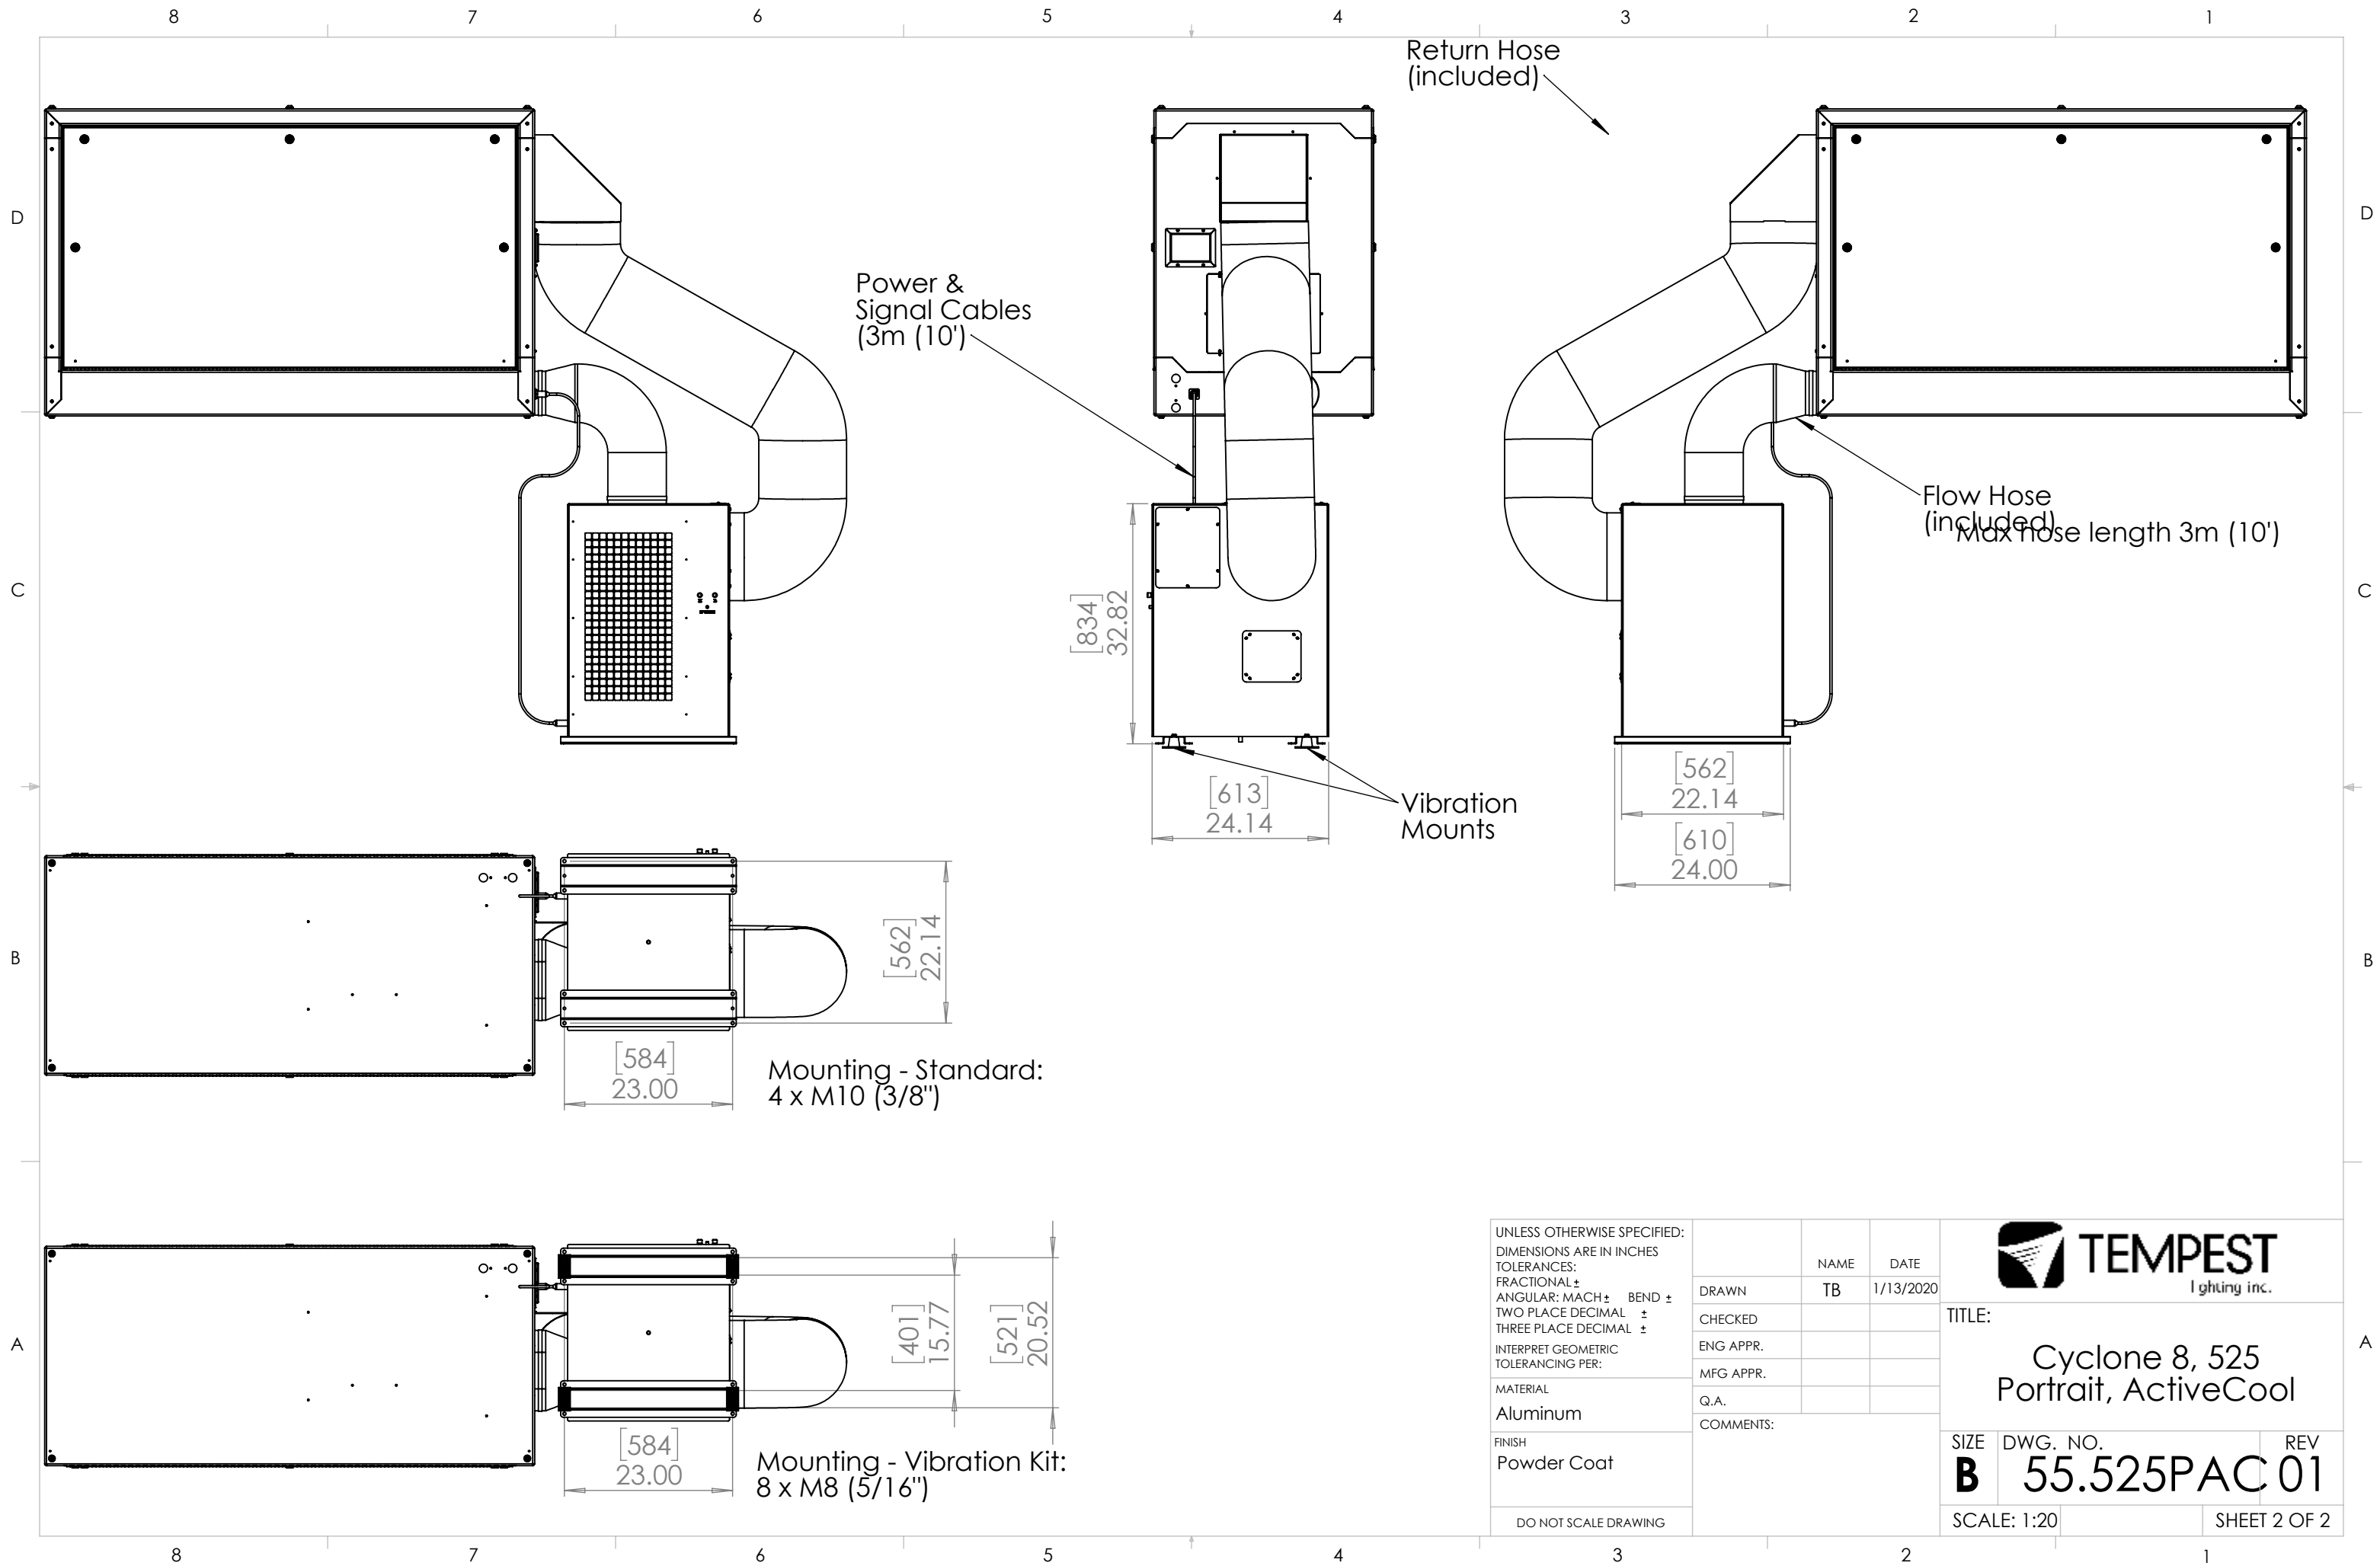 8 7 6 5 4 3 2 1
Return Hose
(included)
D
D
Power &
Signal Cables
(3m (10')
Flow Hose
(included)
Max hose length 3m (10')
C
C
[834]
32.82
[613]
24.14
Vibration
Mounts
[562]
22.14
[610]
24.00
B
B
[562]
22.14
[584]
23.00
Mounting - Standard:
4 x M10 (3/8")
A
A
[401]
15.77
[521]
20.52
[584]
23.00
Mounting - Vibration Kit:
8 x M8 (5/16")
UNLESS OTHERWISE SPECIFIED:
DIMENSIONS ARE IN INCHES
TOLERANCES:
FRACTIONAL ±
ANGULAR: MACH ± BEND ±
TWO PLACE DECIMAL ±
THREE PLACE DECIMAL ±
INTERPRET GEOMETRIC
TOLERANCING PER:
MATERIAL
Aluminum
FINISH
Powder Coat
DO NOT SCALE DRAWING
NAME DATE
DRAWN TB 1/13/2020
CHECKED
ENG APPR.
MFG APPR.
Q.A.
COMMENTS:
TEMPEST
lighting inc.
TITLE:
Cyclone 8, 525
Portrait, ActiveCool
SIZE DWG. NO. REV
B 55.525PAC 01
SCALE: 1:20 SHEET 2 OF 2
8 7 6 5 4 3 2 1